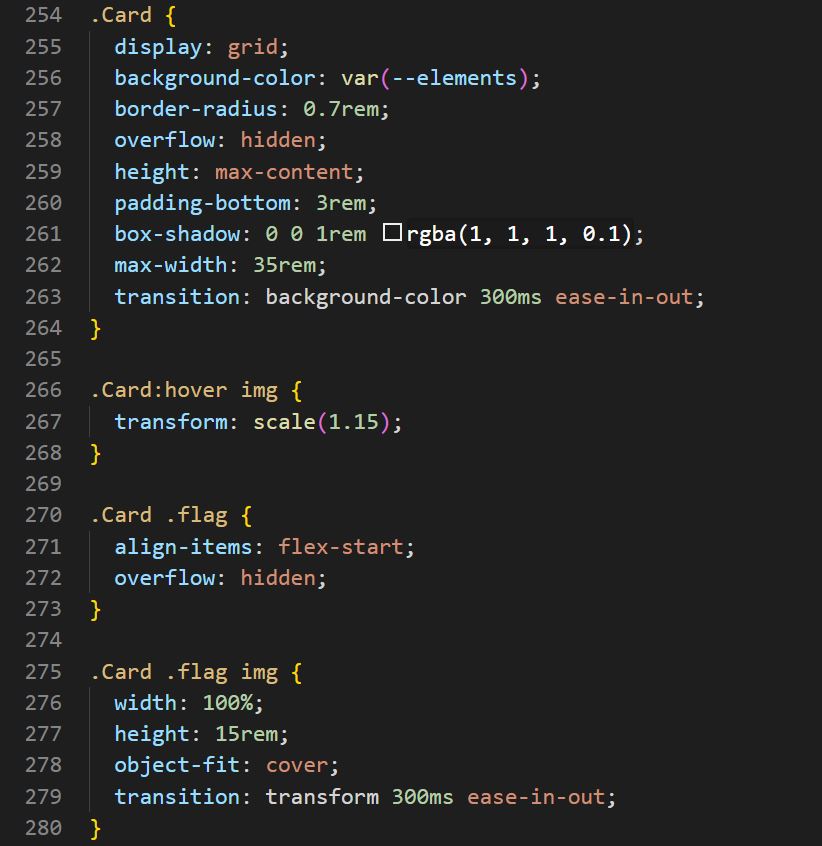 254 .Card {
255 display: grid;
256 background-color: var(--elements);
257 border-radius: 0.7rem;
258 overflow: hidden;
259 height: max-content;
260 padding-bottom: 3rem;
261 box-shadow: 0 0 1rem rgba(1, 1, 1, 0.1);
262 max-width: 35rem;
263 transition: background-color 300ms ease-in-out;
264 }
265
266 .Card:hover img {
267 transform: scale(1.15);
268 }
269
270 .Card .flag {
271 align-items: flex-start;
272 overflow: hidden;
273 }
274
275 .Card .flag img {
276 width: 100%;
277 height: 15rem;
278 object-fit: cover;
279 transition: transform 300ms ease-in-out;
280 }